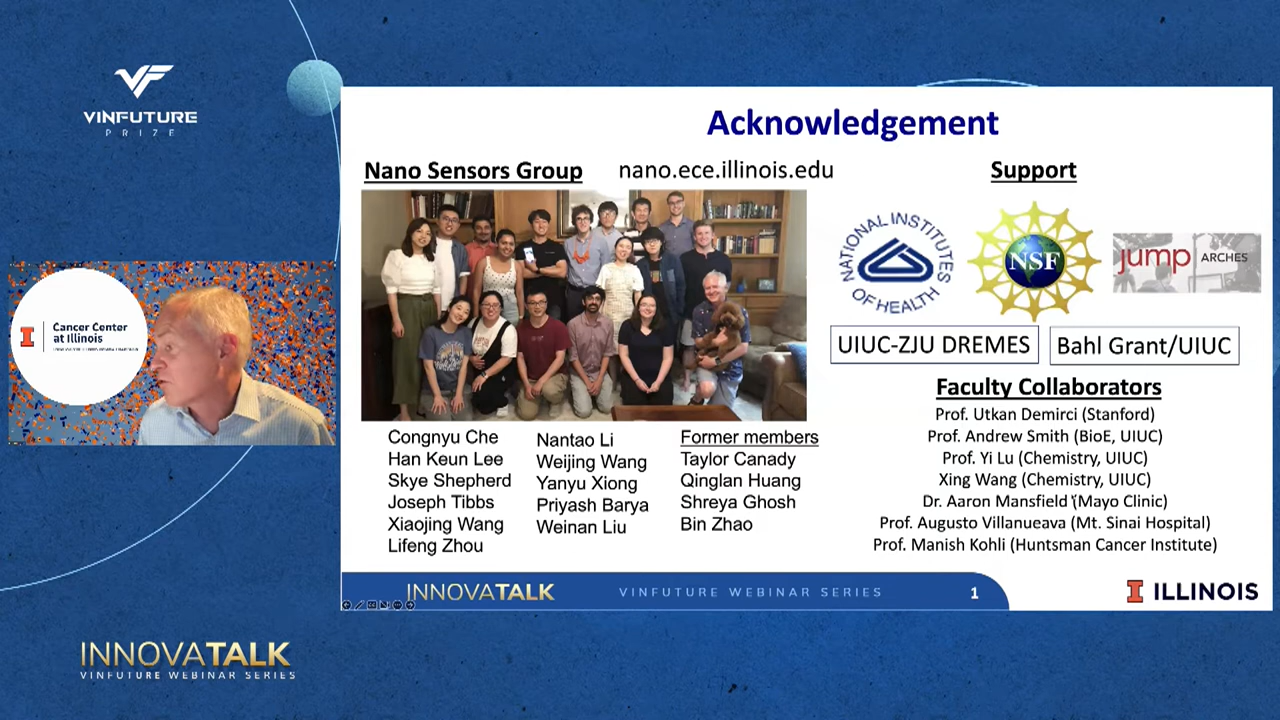 VINFUTURE
PRIZE
Cancer Center
at Illinois
Acknowledgement
Nano Sensors Group
nano.ece.illinois.edu
Congnyu Che
Han Keun Lee
Skye Shepherd
Joseph Tibbs
Xiaojing Wang
Lifeng Zhou
Nantao Li
Weijing Wang
Yanyu Xiong
Priyash Barya
Weinan Liu
Former members
Taylor Canady
Qinglan Huang
Shreya Ghosh
Bin Zhao
Support
NATIONAL INSTITUTES
OF HEALTH
NSF
jump ARCHES
UIUC-ZJU DREMES
Bahl Grant/UIUC
Faculty Collaborators
Prof. Utkan Demirci (Stanford)
Prof. Andrew Smith (BioE, UIUC)
Prof. Yi Lu (Chemistry, UIUC)
Xing Wang (Chemistry, UIUC)
Dr. Aaron Mansfield (Mayo Clinic)
Prof. Augusto Villanueava (Mt. Sinai Hospital)
Prof. Manish Kohli (Huntsman Cancer Institute)
INNOVATALK
VINFUTURE WEBINAR SERIES
1
I ILLINOIS
INNOVATALK
VINFUTURE WEBINAR SERIES